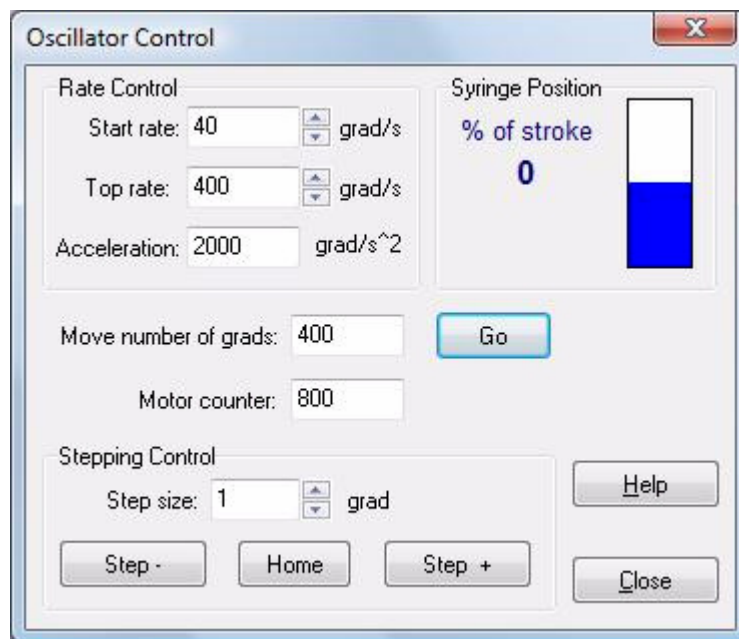 Oscillator Control
Rate Control
Start rate: 40 grad/s
Top rate: 400 grad/s
Acceleration: 2000 grad/s^2
Syringe Position
% of stroke
0
Move number of grads: 400 Go
Motor counter: 800
Stepping Control
Step size: 1 grad
Step - Home Step +
Help
Close